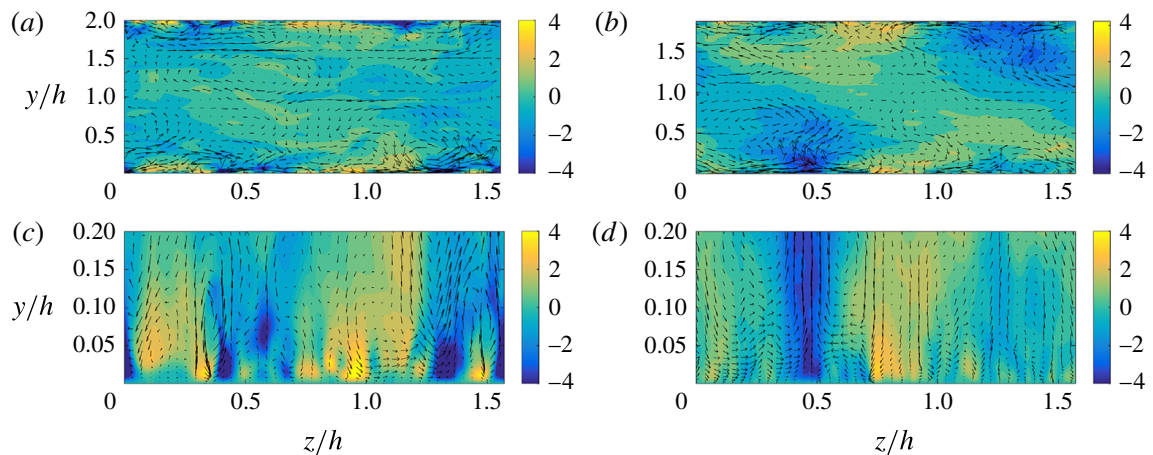 (a) 2.0 1.5 y/h 1.0 0.5 0 0.5 1.0 1.5 4 2 0 −2 −4
(b) 1.5 1.0 0.5 0 0.5 1.0 1.5 4 2 0 −2 −4
(c) 0.20 0.15 y/h 0.10 0.05 0 0.5 1.0 1.5 4 2 0 −2 −4
(d) 0.20 0.15 0.10 0.05 0 0.5 1.0 1.5 4 2 0 −2 −4
z/h z/h